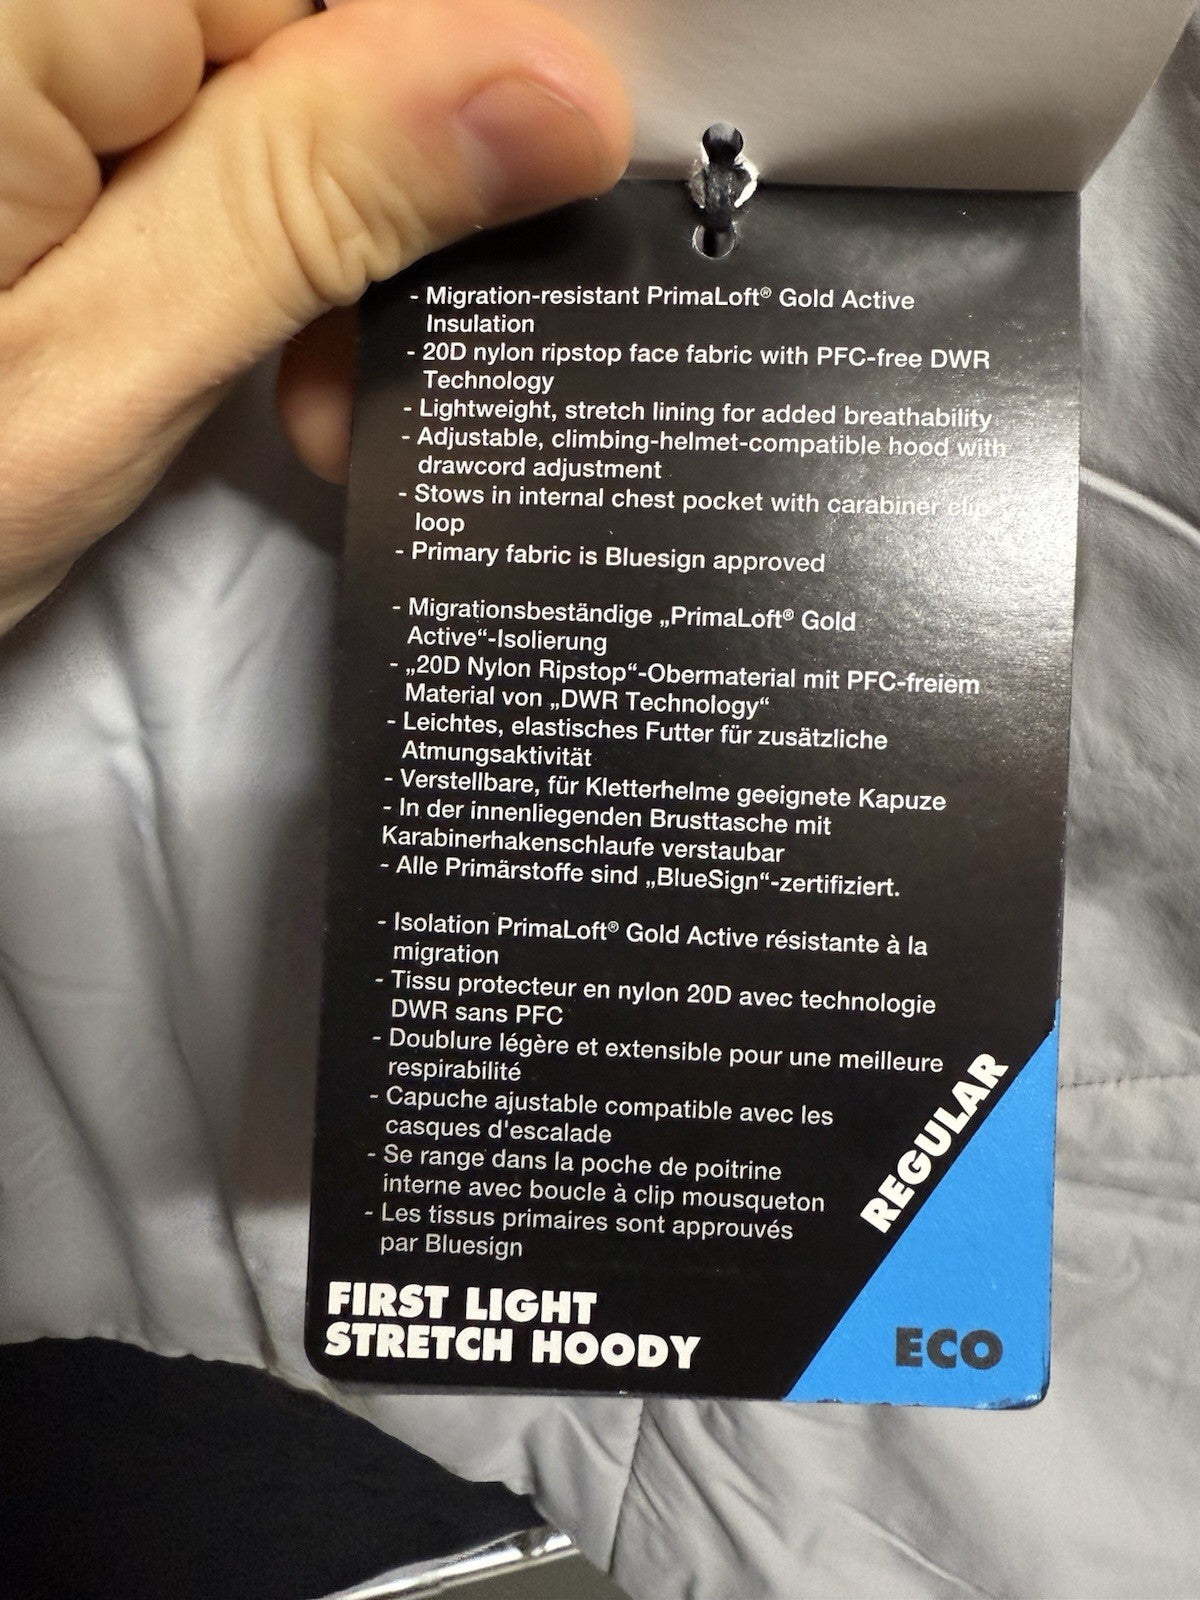 - Migration-resistant PrimaLoft® Gold Active
Insulation
- 20D nylon ripstop face fabric with PFC-free DWR
Technology
- Lightweight, stretch lining for added breathability
- Adjustable, climbing-helmet-compatible hood with
drawcord adjustment
- Stows in internal chest pocket with carabiner clip
loop
- Primary fabric is Bluesign approved
- Migrationsbeständige „PrimaLoft® Gold
Active“-Isolierung
- „20D Nylon Ripstop“-Obermaterial mit PFC-freiem
Material von „DWR Technology“
- Leichtes, elastisches Futter für zusätzliche
Atmungsaktivität
- Verstellbare, für Kletterhelme geeignete Kapuze
- In der innenliegenden Brusttasche mit
Karabinerhakenschlaufe verstaubar
- Alle Primärstoffe sind „BlueSign“-zertifiziert.
- Isolation PrimaLoft® Gold Active résistante à la
migration
- Tissu protecteur en nylon 20D avec technologie
DWR sans PFC
- Doublure légère et extensible pour une meilleure
respirabilité
- Capuche ajustable compatible avec les
casques d'escalade
- Se range dans la poche de poitrine
interne avec boucle à clip mousqueton
- Les tissus primaires sont approuvés
par Bluesign
REGULAR
FIRST LIGHT
STRETCH HOODY
ECO